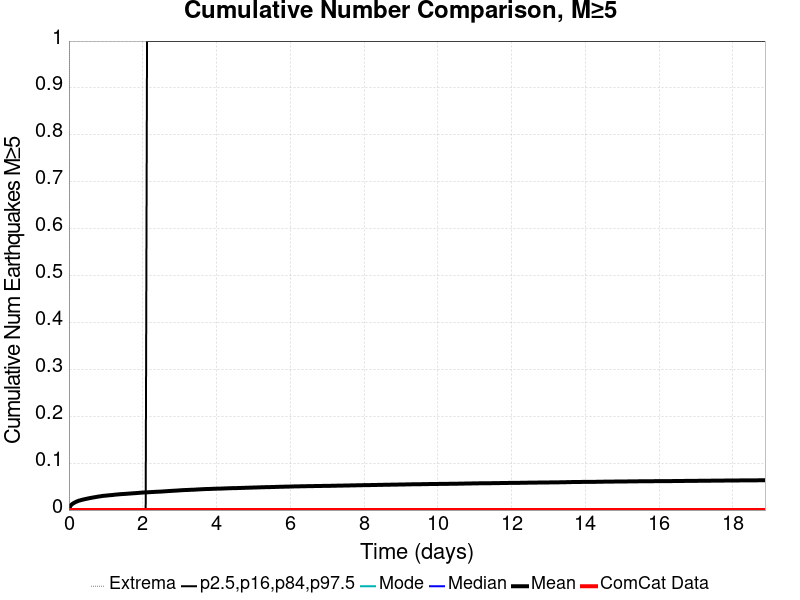 Cumulative Number Comparison, M≥5
Cumulative Num Earthquakes M≥5
1
0.9
0.8
0.7
0.6
0.5
0.4
0.3
0.2
0.1
0
0 2 4 6 8 10 12 14 16 18
Time (days)
Extrema p2.5,p16,p84,p97.5 Mode Median Mean ComCat Data